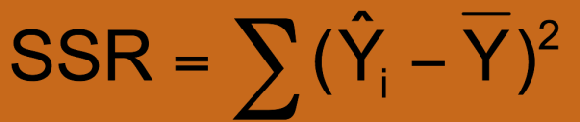 SSR = ∑(Ŷᵢ − Y̅)²